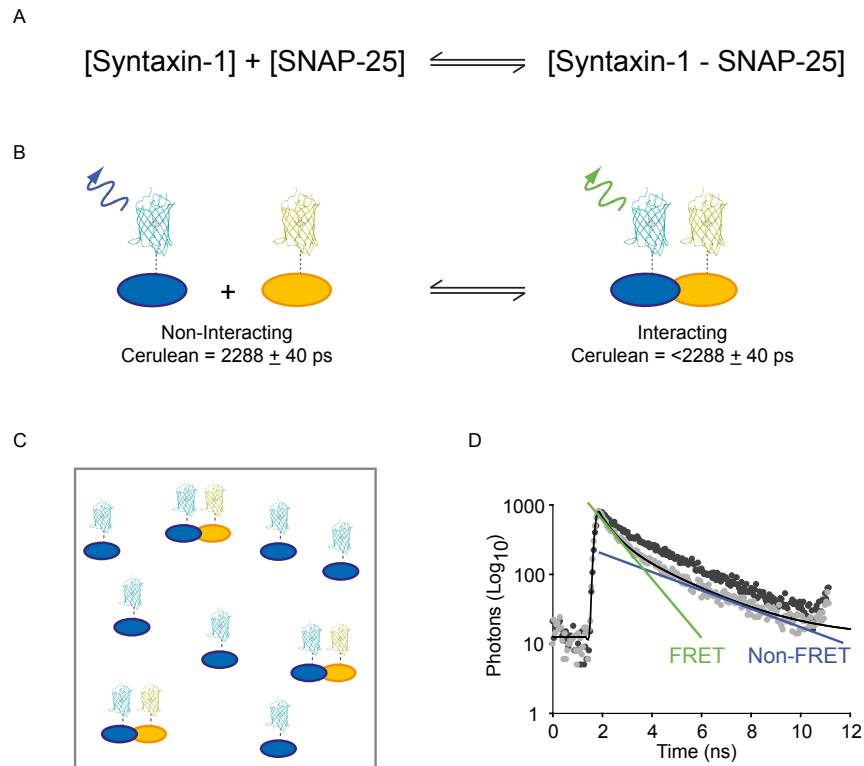 A
[Syntaxin-1] + [SNAP-25] [Syntaxin-1 - SNAP-25]
B
+
Non-Interacting
Cerulean = 2288 ± 40 ps
Interacting
Cerulean = <2288 ± 40 ps
C
D
Photons (Log10)
1000
100
10
1
FRET
Non-FRET
0 2 4 6 8 10 12
Time (ns)